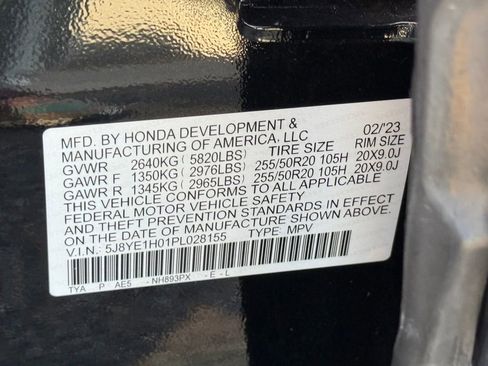 MFD. BY HONDA DEVELOPMENT & 02/'23
MANUFACTURING OF AMERICA, LLC
GVWR 2640KG(5820LBS) TIRE SIZE RIM SIZE
GAWR F 1350KG(2976LBS) 255/50R20 105H 20X9.0J
GAWR R 1345KG(2965LBS) 255/50R20 105H 20X9.0J
THIS VEHICLE CONFORMS TO ALL APPLICABLE
FEDERAL MOTOR VEHICLE SAFETY
AND THEFT PREVENTION STANDARDS IN EFFECT
ON THE DATE OF MANUFACTURE SHOWN ABOVE.
V.I.N.: 5J8YE1H01PL028155 TYPE: MPV
TYA P AE5 - NH893PX - E - L